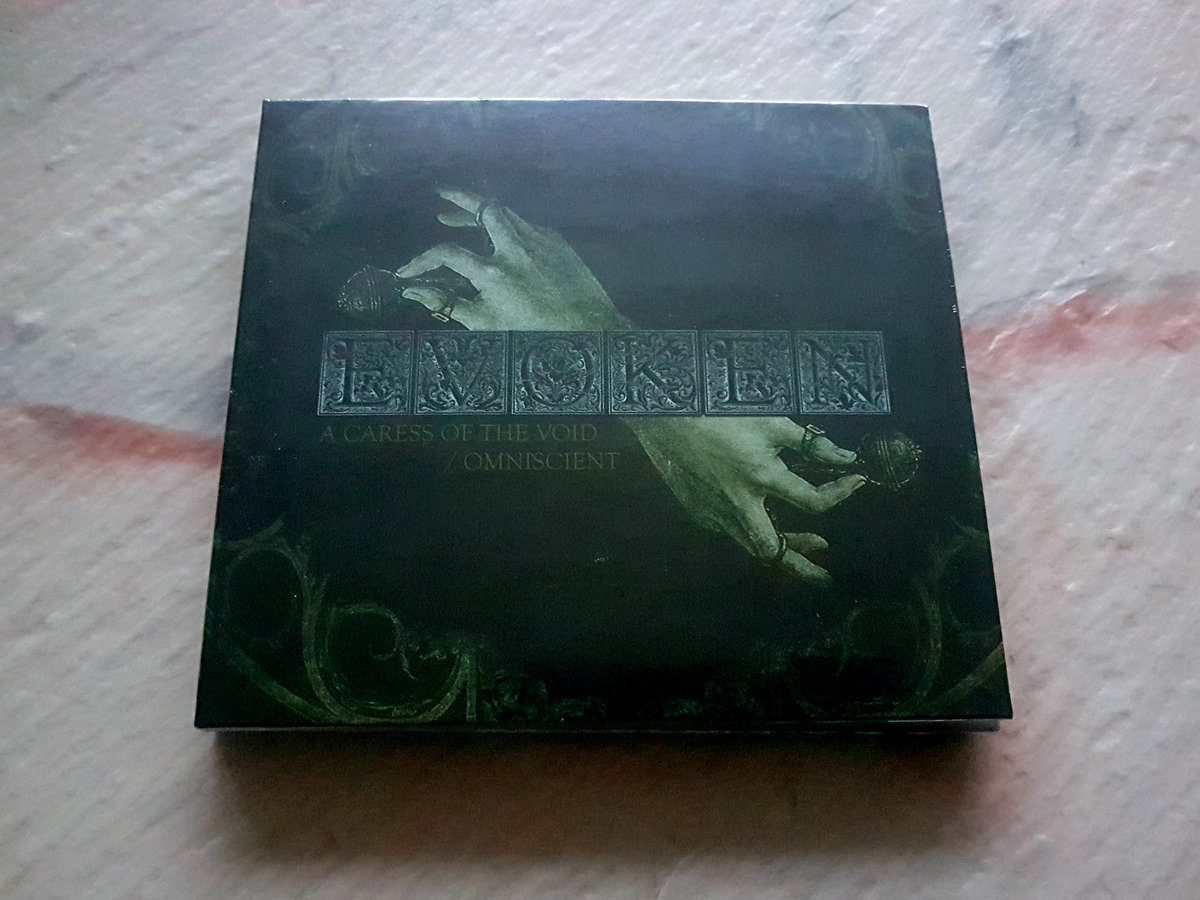 EVOKEN
A CARESS OF THE VOID
/ OMNISCIENT